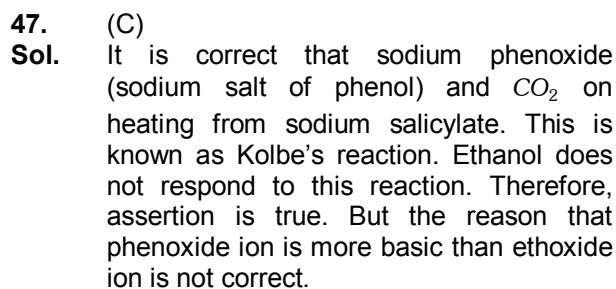 47. (C)
Sol. It is correct that sodium phenoxide
(sodium salt of phenol) and CO₂ on
heating from sodium salicylate. This is
known as Kolbe's reaction. Ethanol does
not respond to this reaction. Therefore,
assertion is true. But the reason that
phenoxide ion is more basic than ethoxide
ion is not correct.